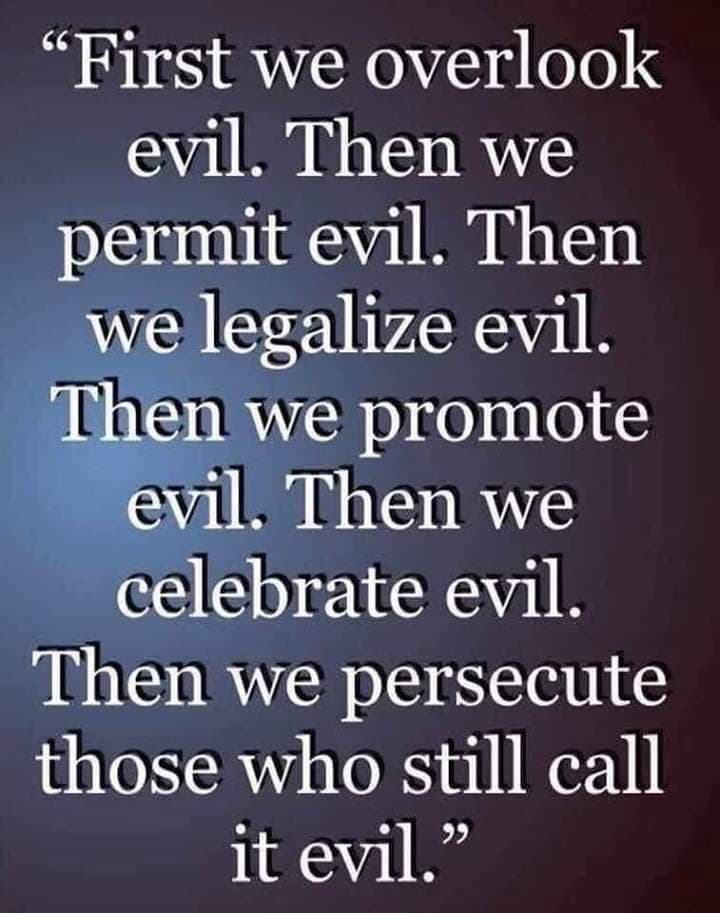 “First we overlook
evil. Then we
permit evil. Then
we legalize evil.
Then we promote
evil. Then we
celebrate evil.
Then we persecute
those who still call
it evil.”